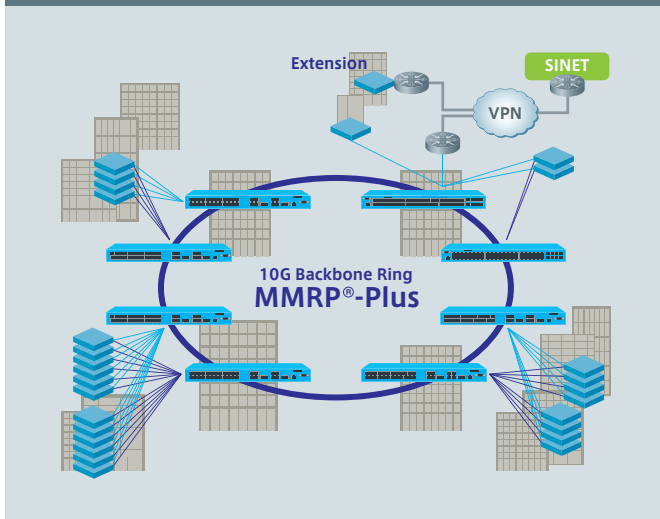 Extension
SINET
VPN
10G Backbone Ring
MMRP®-Plus